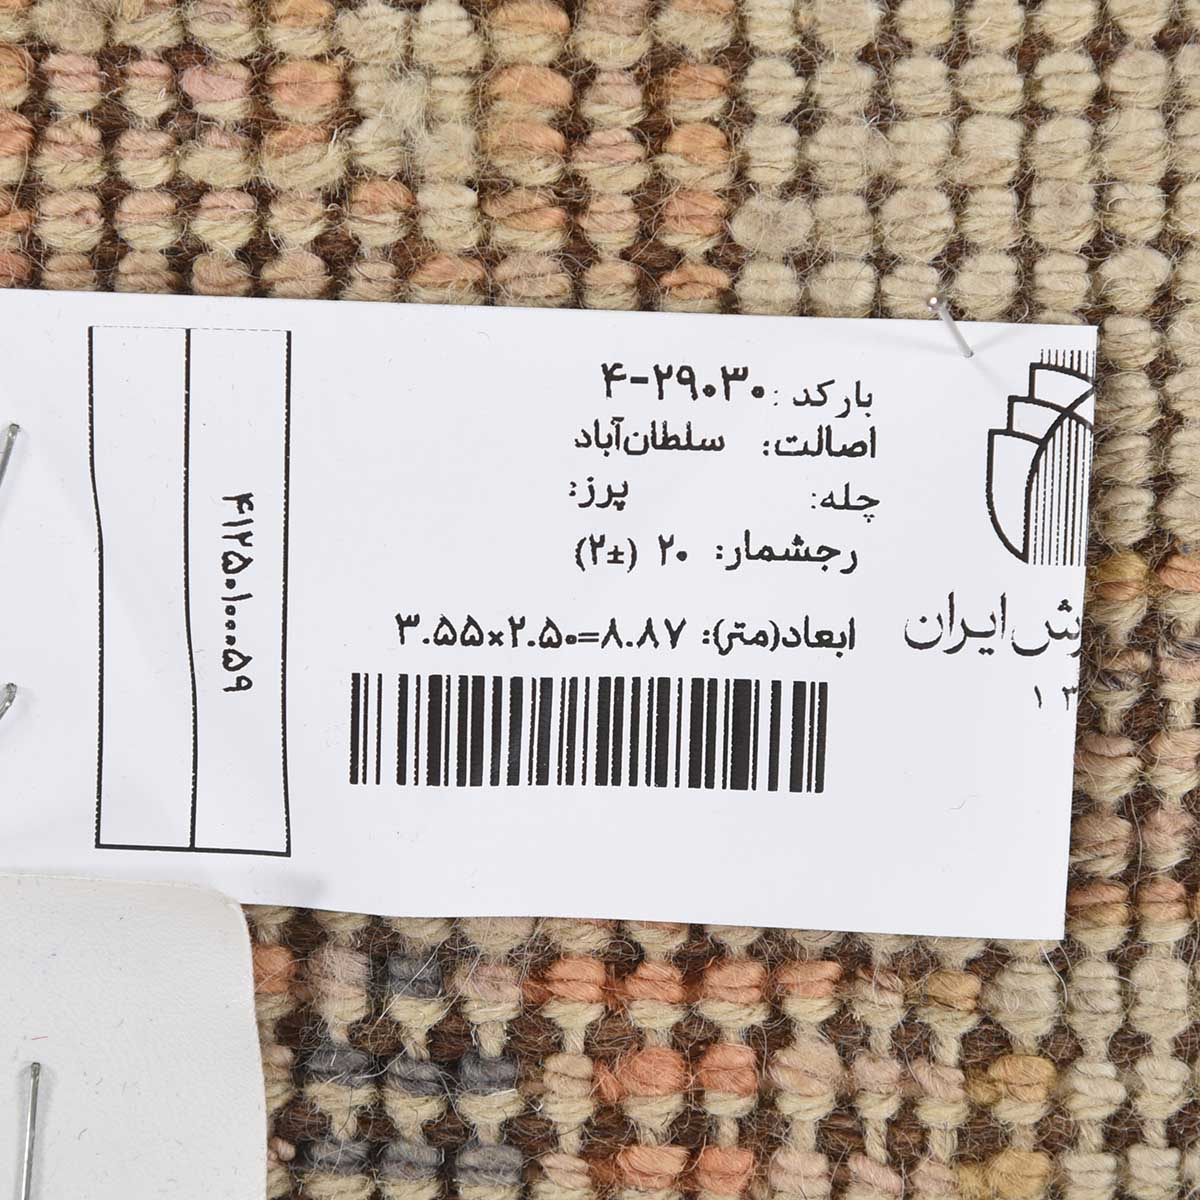 بارکد: ۲۹۰۳۰-۴
اصالت: سلطان‌آباد
چله: پرز:
رجشمار: ۲۰ (±۲)
ابعاد(متر): ۳.۵۵×۲.۵۰=۸.۸۷
ش ایران
۴۱۲۵۰۱۰۰۰۵۹